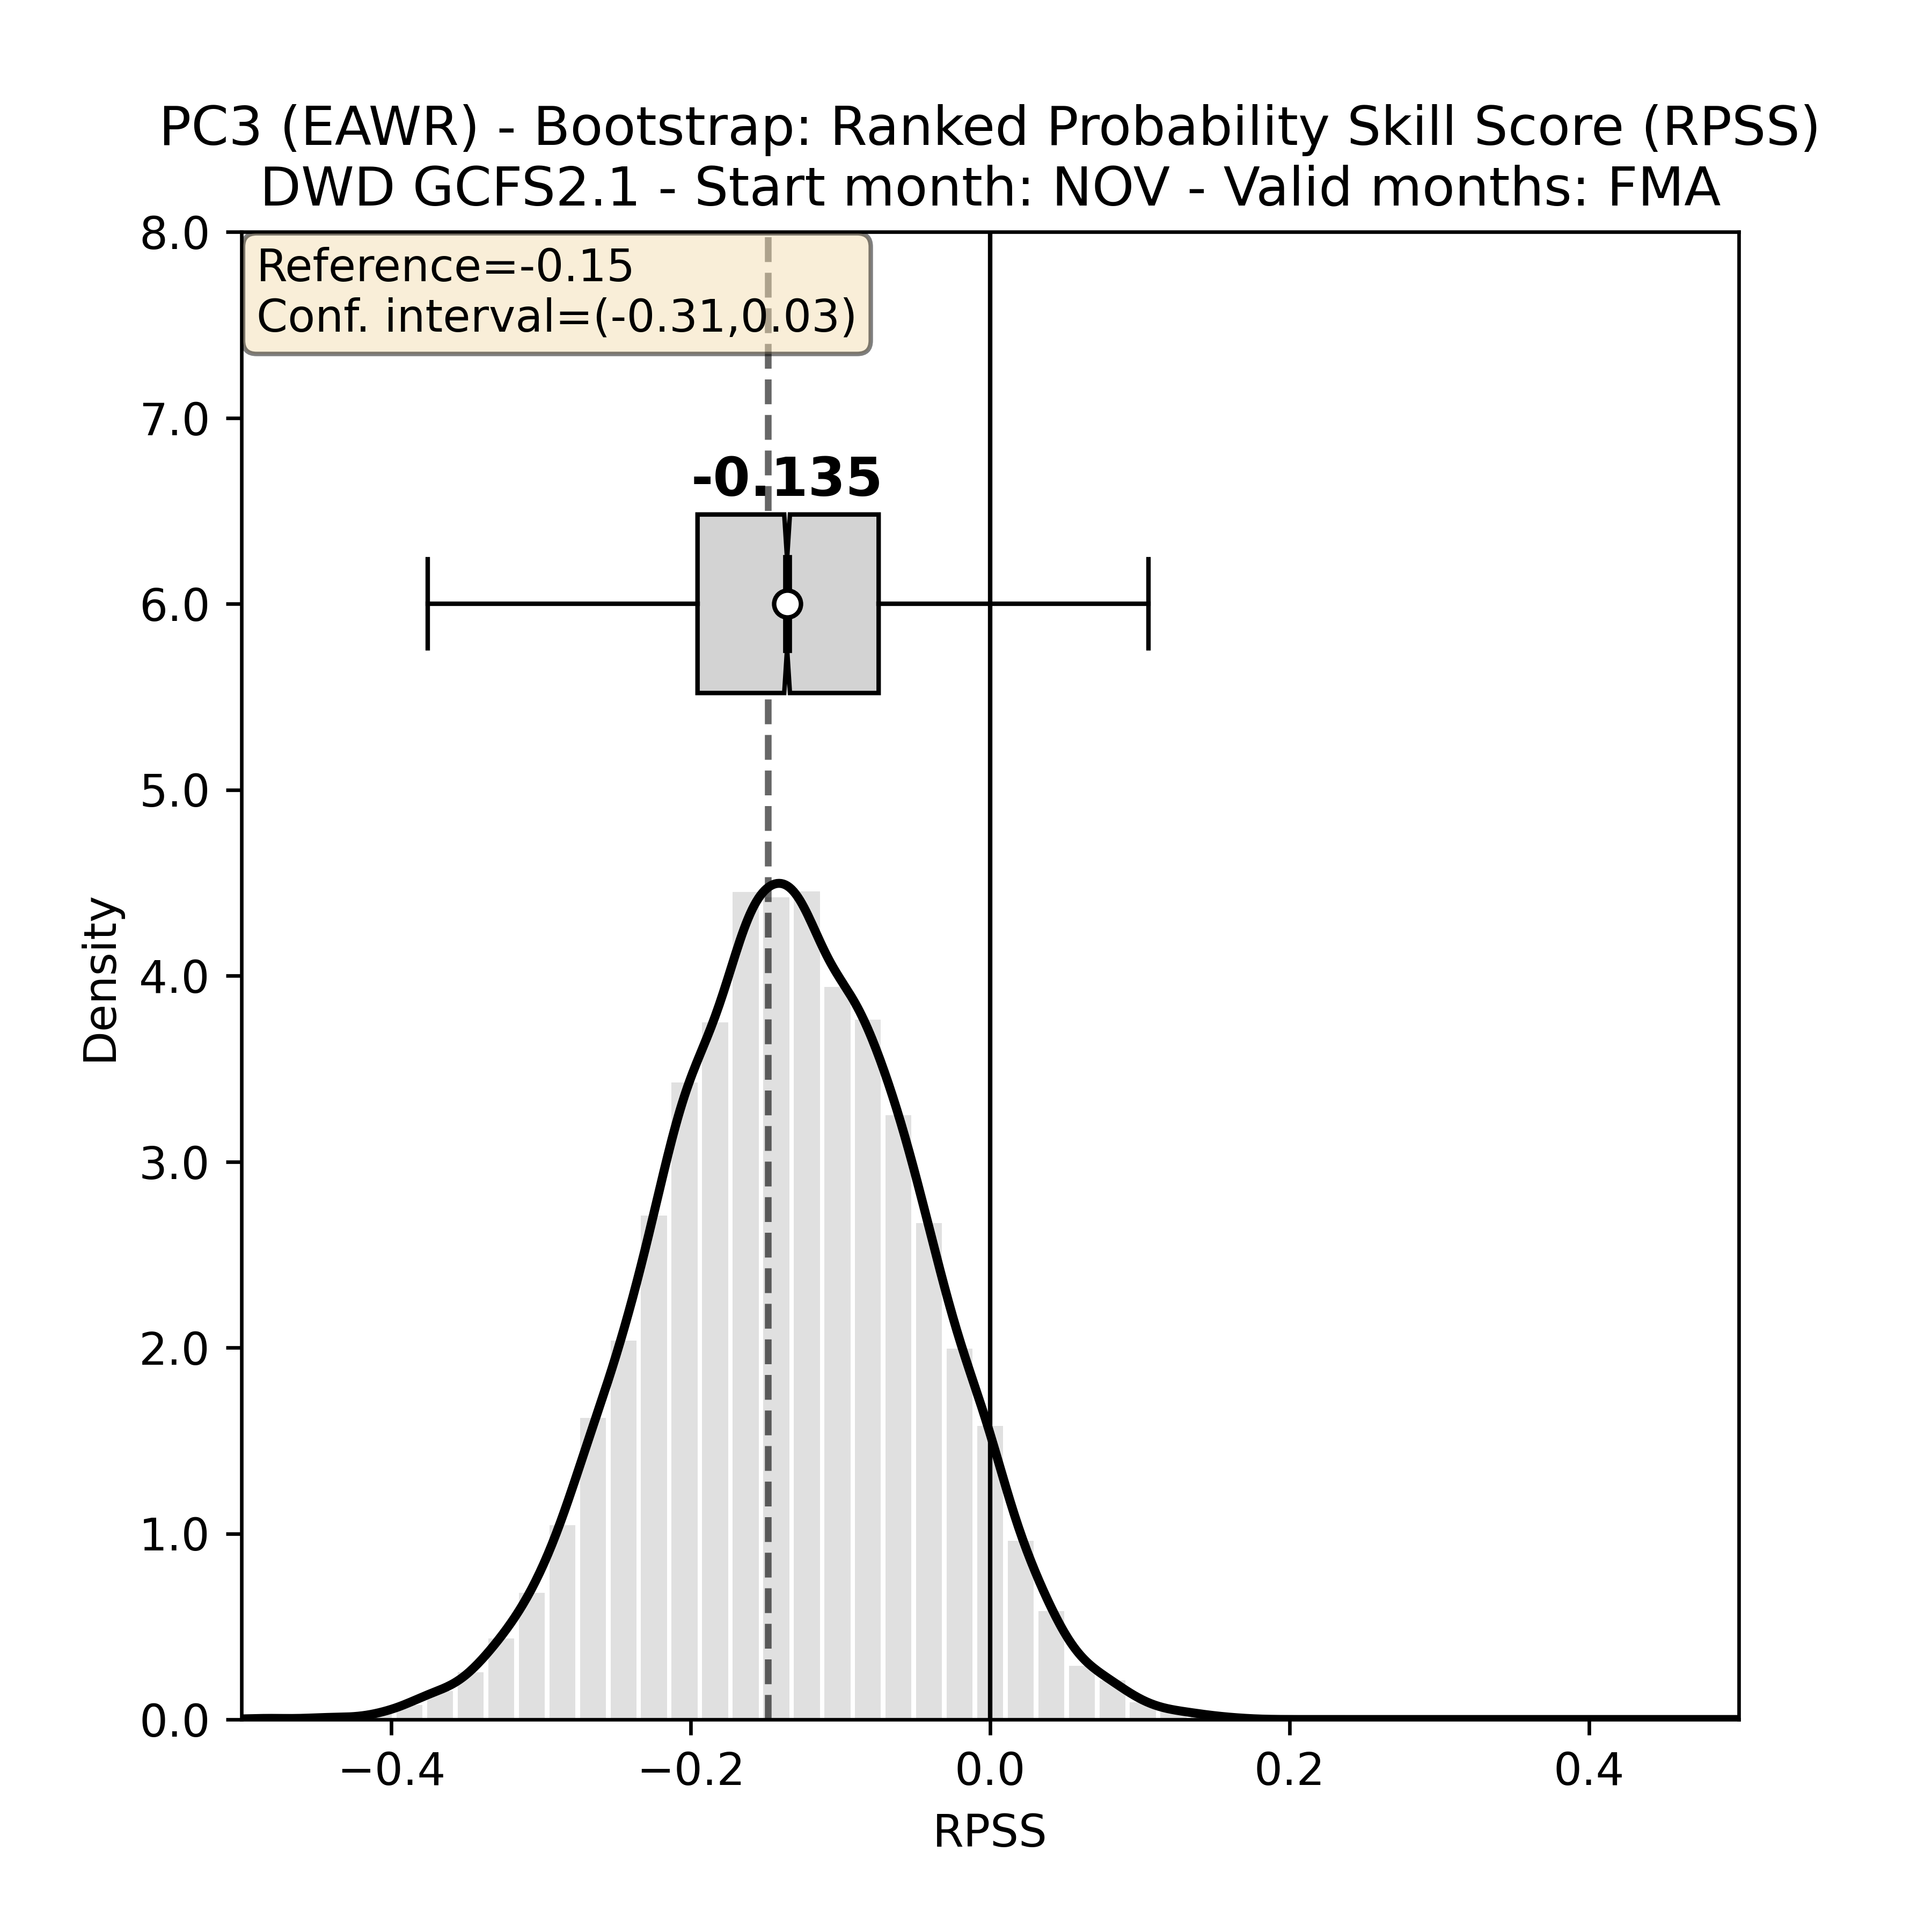 PC3 (EAWR) - Bootstrap: Ranked Probability Skill Score (RPSS)
DWD GCFS2.1 - Start month: NOV - Valid months: FMA
8.0
Reference=-0.15
Conf. interval=(-0.31,0.03)
7.0
-0.135
6.0
5.0
Density
4.0
3.0
2.0
1.0
0.0
−0.4 −0.2 0.0 0.2 0.4
RPSS